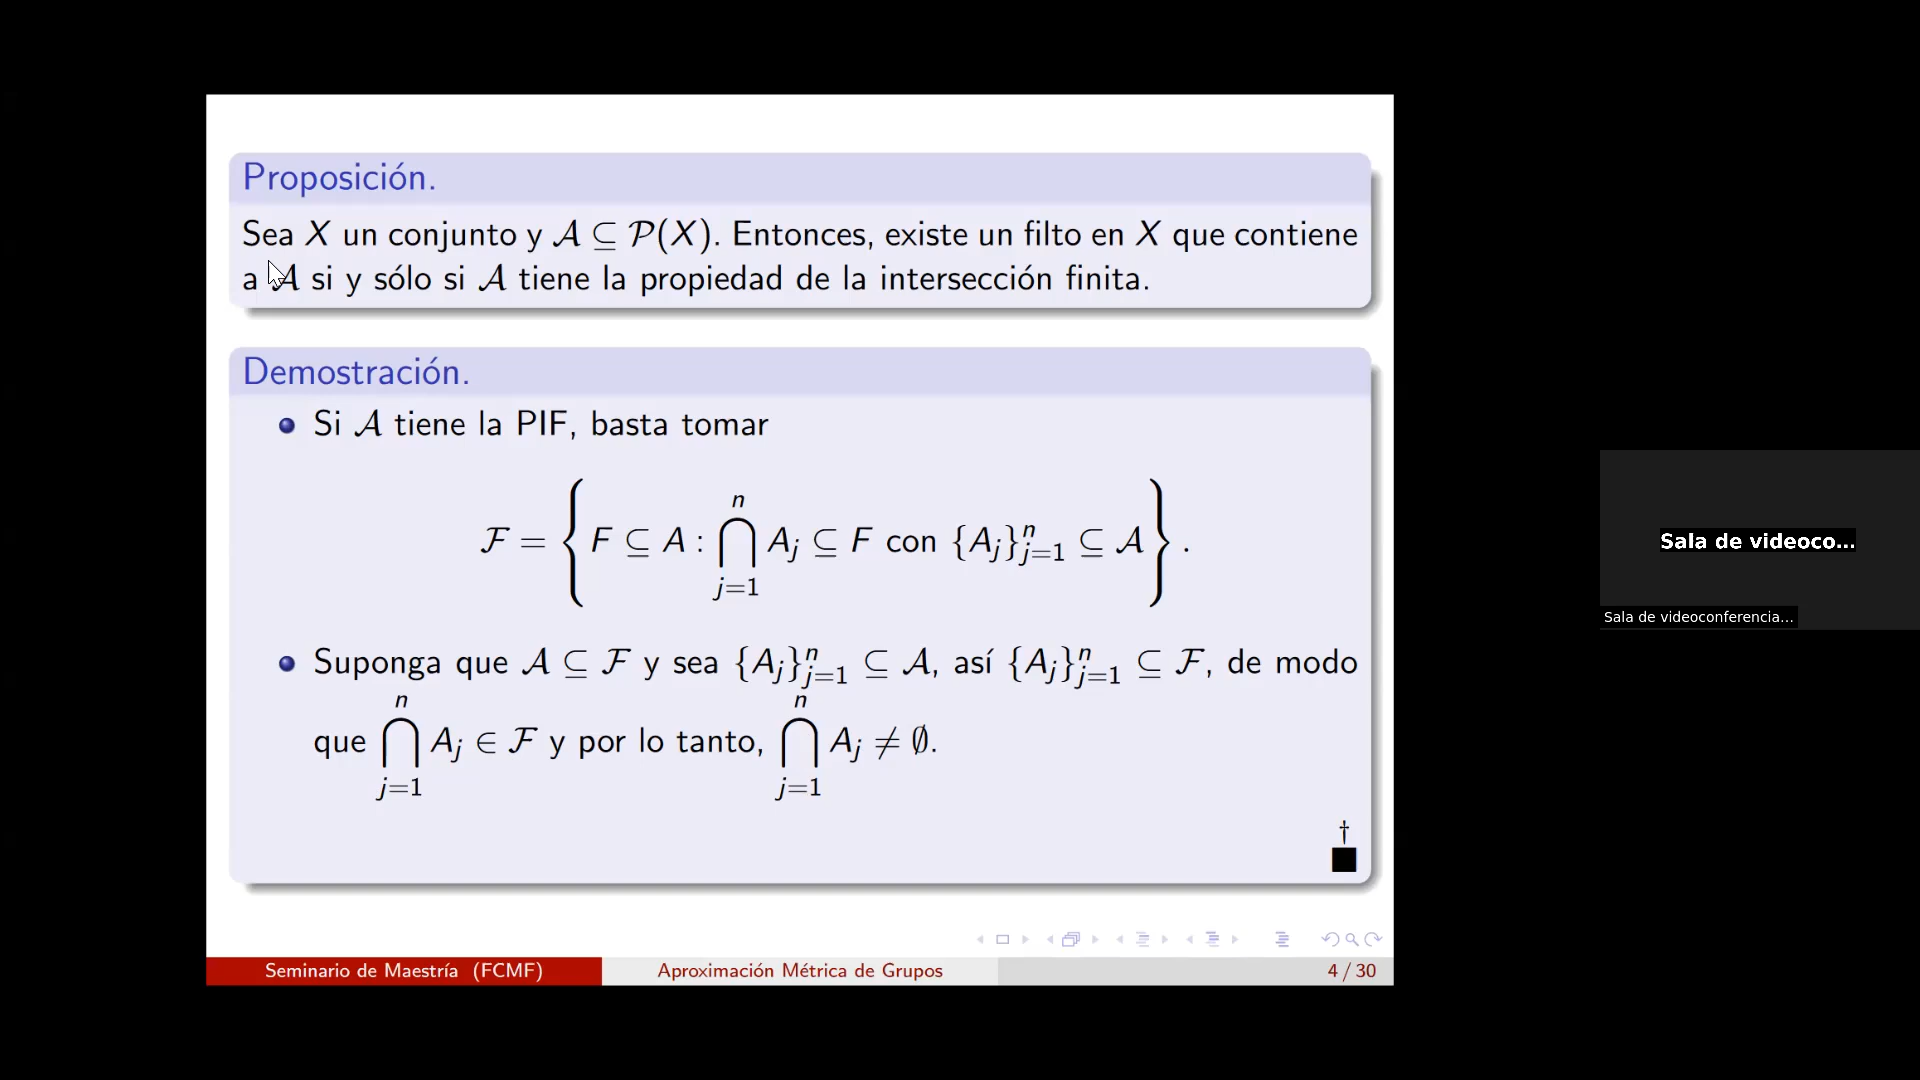 Proposición.
Sea X un conjunto y 𝒜 ⊆ 𝒫(X). Entonces, existe un filto en X que contiene
a 𝒜 si y sólo si 𝒜 tiene la propiedad de la intersección finita.
Demostración.
Si 𝒜 tiene la PIF, basta tomar
ℱ = { F ⊆ A : ⋂_{j=1}^{n} A_j ⊆ F con {A_j}_{j=1}^{n} ⊆ 𝒜 } .
Suponga que 𝒜 ⊆ ℱ y sea {A_j}_{j=1}^{n} ⊆ 𝒜, así {A_j}_{j=1}^{n} ⊆ ℱ, de modo
que ⋂_{j=1}^{n} A_j ∈ ℱ y por lo tanto, ⋂_{j=1}^{n} A_j ≠ ∅.
†
■
Seminario de Maestría (FCMF)
Aproximación Métrica de Grupos
4 / 30
Sala de videoco...
Sala de videoconferencia...